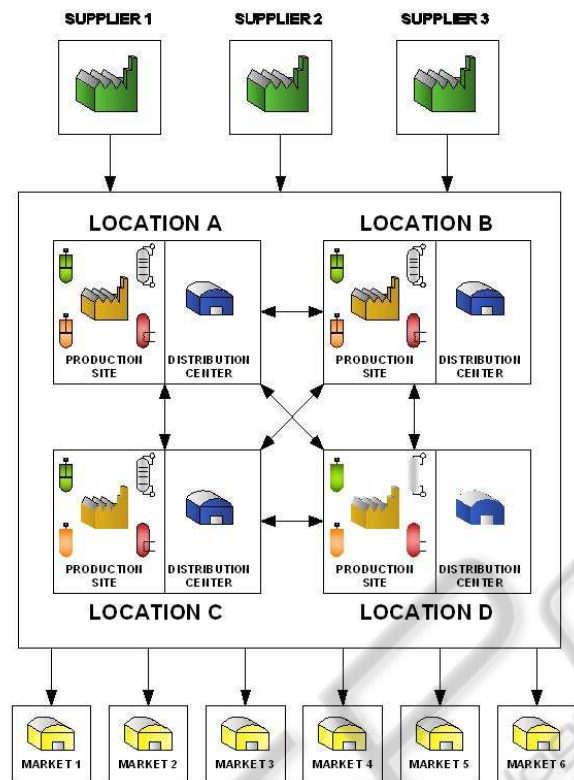 SUPPLIER 1 SUPPLIER 2 SUPPLIER 3
LOCATION A LOCATION B
PRODUCTION SITE DISTRIBUTION CENTER PRODUCTION SITE DISTRIBUTION CENTER
PRODUCTION SITE DISTRIBUTION CENTER PRODUCTION SITE DISTRIBUTION CENTER
LOCATION C LOCATION D
MARKET 1 MARKET 2 MARKET 3 MARKET 4 MARKET 5 MARKET 6